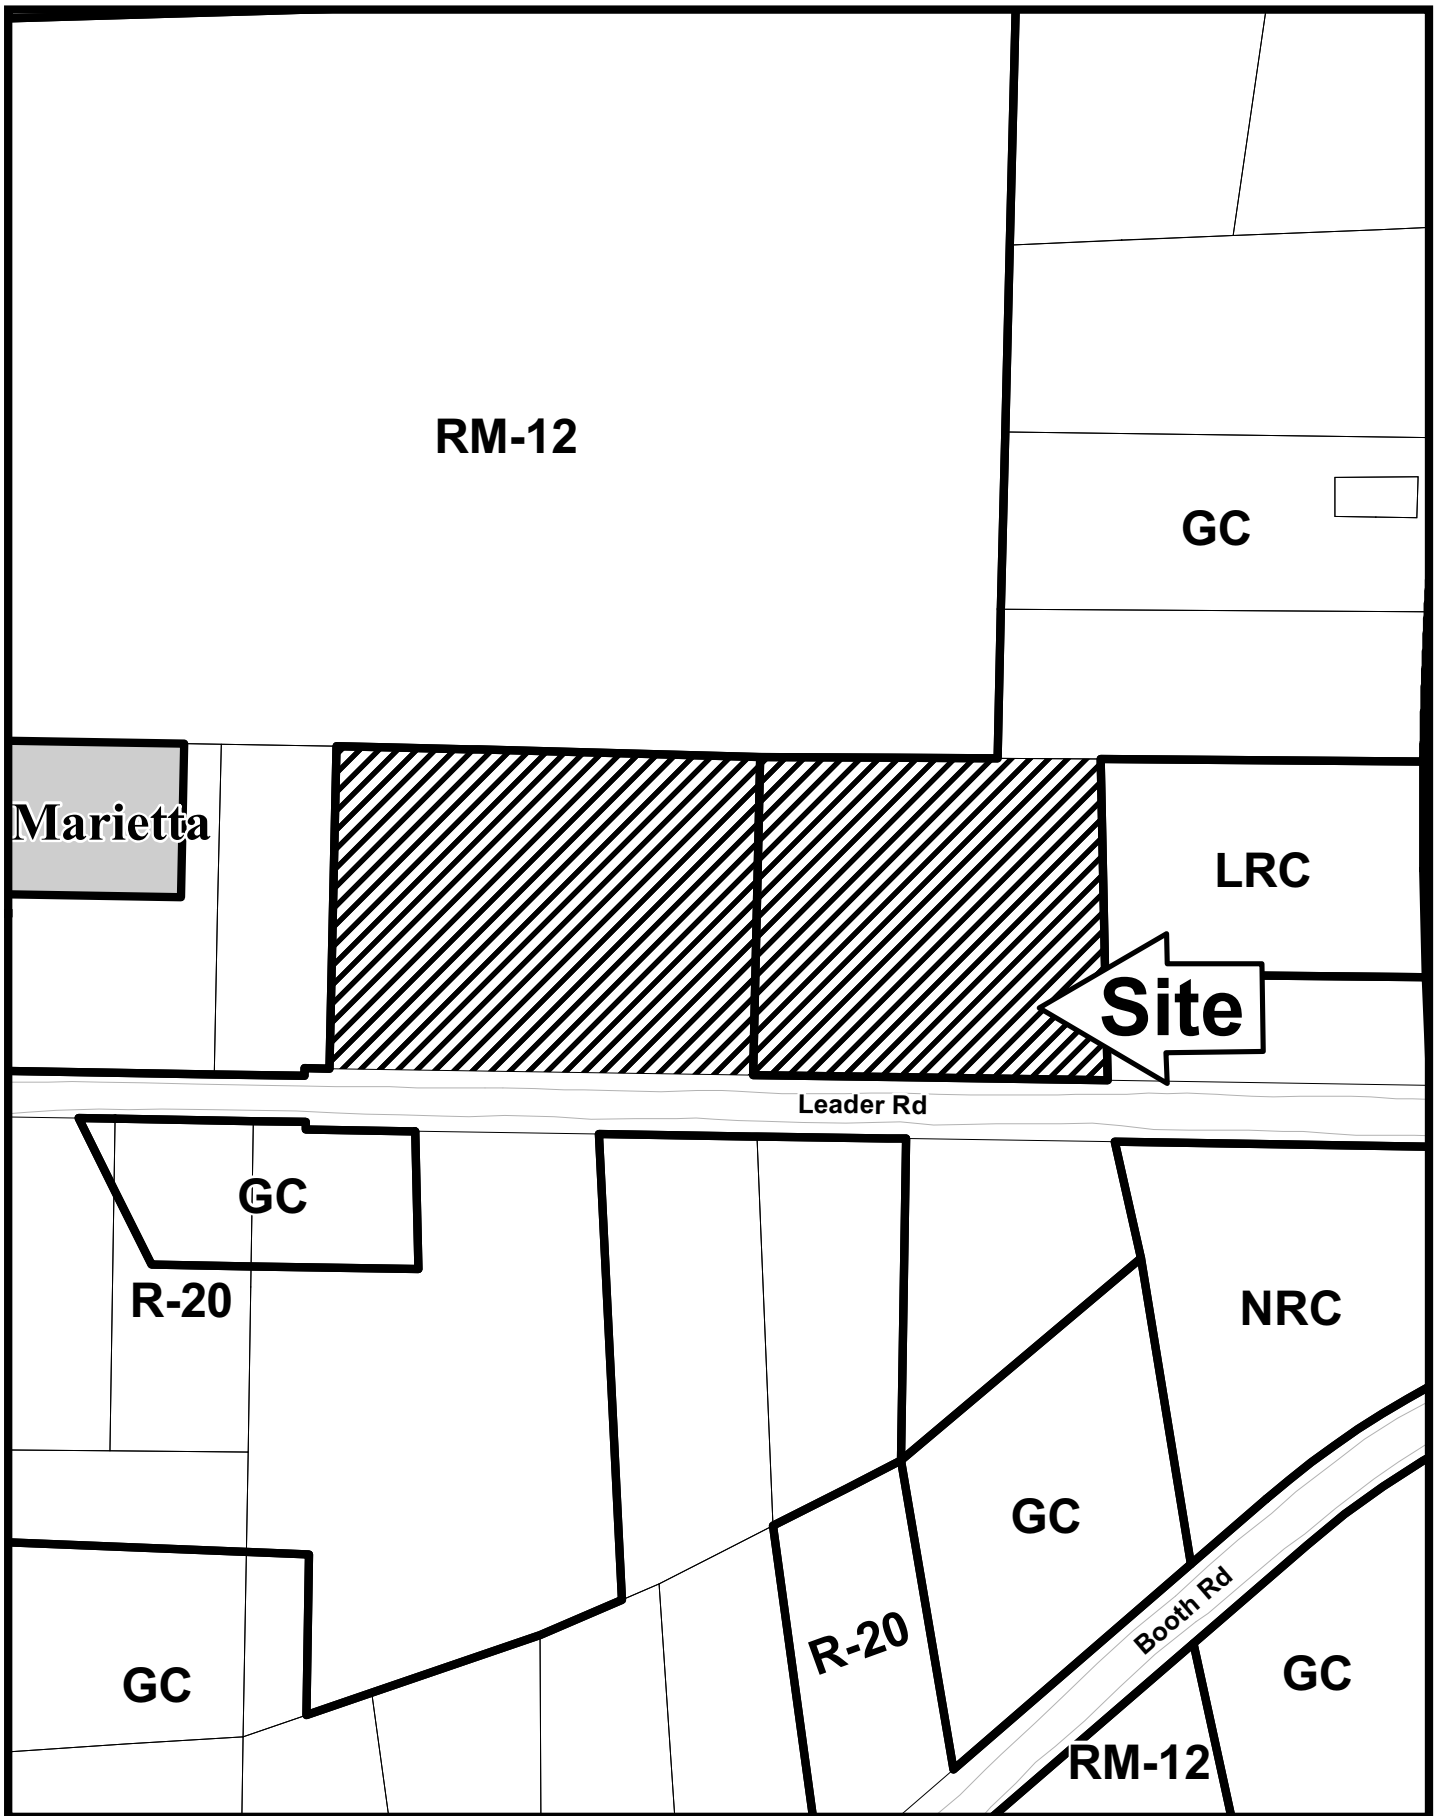 RM-12
GC
Marietta
LRC
Site
Leader Rd
GC
R-20
NRC
GC
Booth Rd
R-20
GC
GC
RM-12